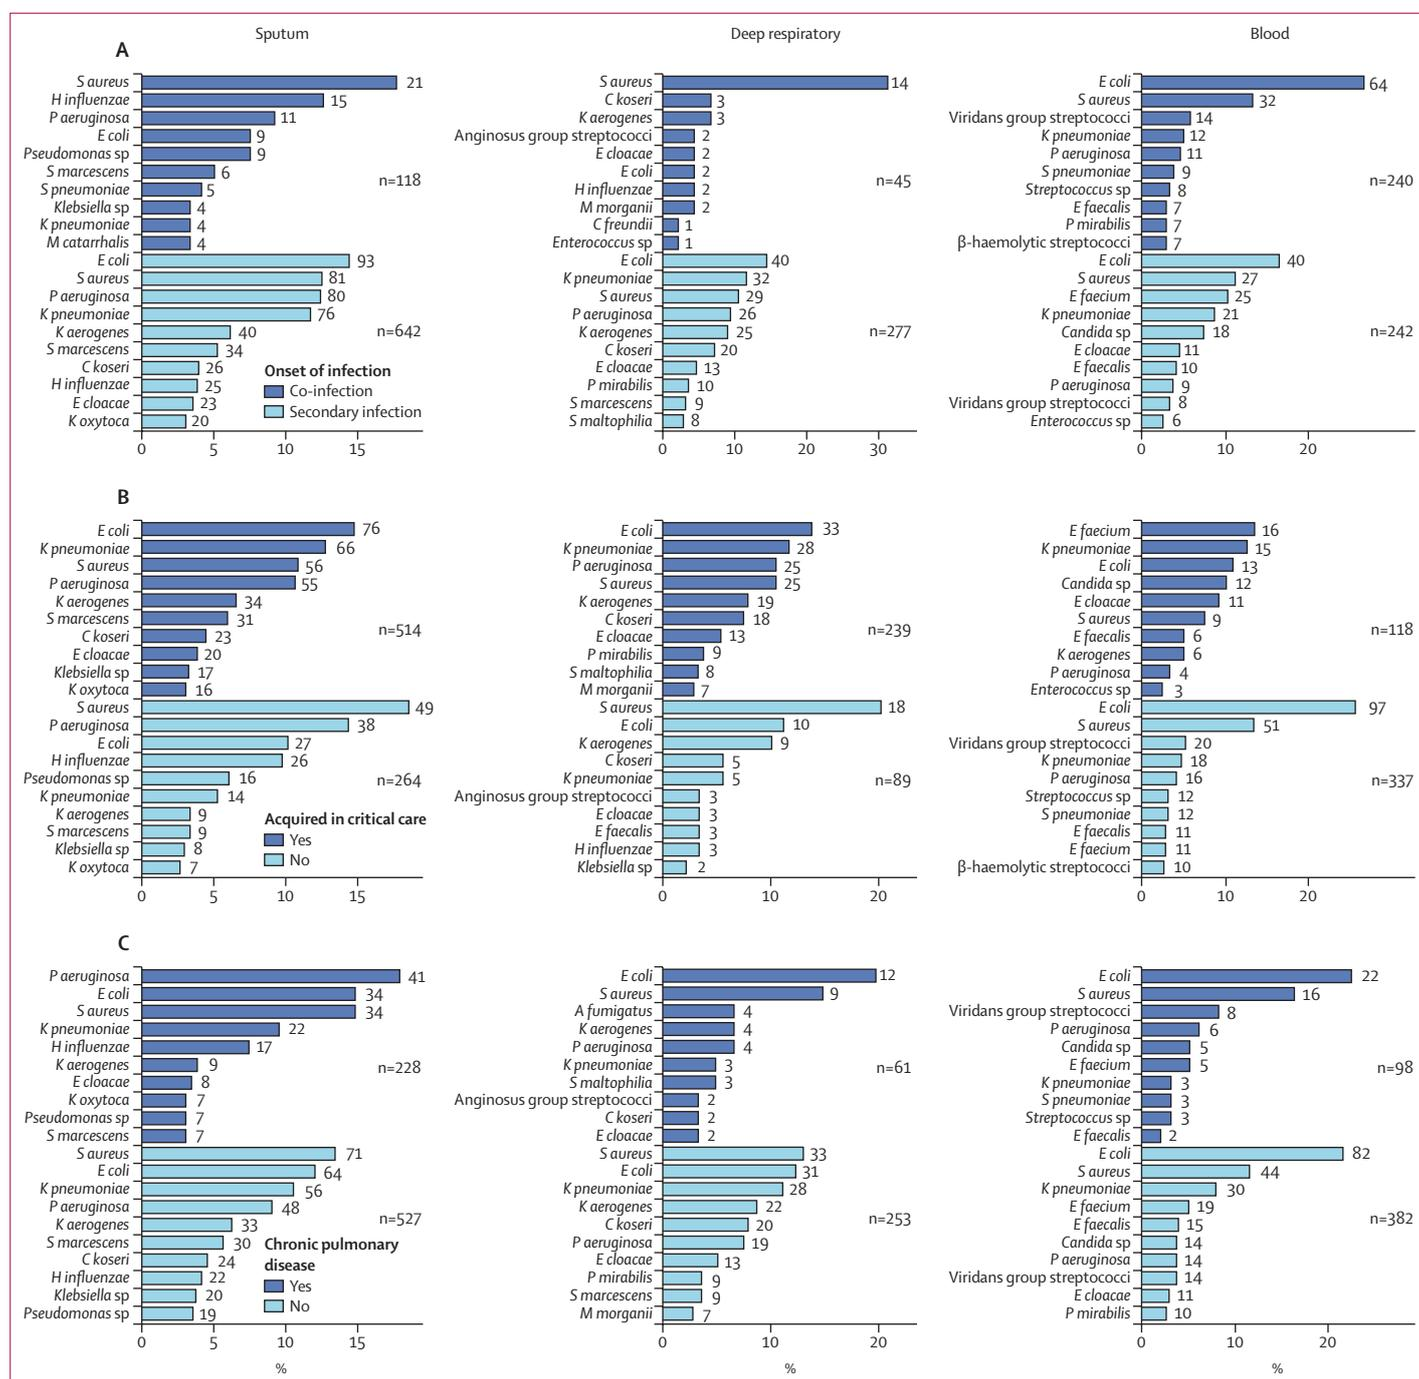 Sputum
Deep respiratory
Blood
A
S aureus 21
H influenzae 15
P aeruginosa 11
E coli 9
Pseudomonas sp 9
S marcescens 6
S pneumoniae 5
Klebsiella sp 4
K pneumoniae 4
M catarrhalis 4
n=118
E coli 93
S aureus 81
P aeruginosa 80
K pneumoniae 76
K aerogenes 40
S marcescens 34
C koseri 26
H influenzae 25
E cloacae 23
K oxytoca 20
n=642
Onset of infection
Co-infection
Secondary infection
0 5 10 15
S aureus 14
C koseri 3
K aerogenes 3
Anginosus group streptococci 2
E cloacae 2
E coli 2
H influenzae 2
M morganii 2
C freundii 1
Enterococcus sp 1
n=45
E coli 40
K pneumoniae 32
S aureus 29
P aeruginosa 26
K aerogenes 25
C koseri 20
E cloacae 13
P mirabilis 10
S marcescens 9
S maltophilia 8
n=277
0 10 20 30
E coli 64
S aureus 32
Viridans group streptococci 14
K pneumoniae 12
P aeruginosa 11
S pneumoniae 9
Streptococcus sp 8
E faecalis 7
P mirabilis 7
β-haemolytic streptococci 7
n=240
E coli 40
S aureus 27
E faecium 25
K pneumoniae 21
Candida sp 18
E cloacae 11
E faecalis 10
P aeruginosa 9
Viridans group streptococci 8
Enterococcus sp 6
n=242
0 10 20
B
E coli 76
K pneumoniae 66
S aureus 56
P aeruginosa 55
K aerogenes 34
S marcescens 31
C koseri 23
E cloacae 20
Klebsiella sp 17
K oxytoca 16
n=514
S aureus 49
P aeruginosa 38
E coli 27
H influenzae 26
Pseudomonas sp 16
K pneumoniae 14
K aerogenes 9
S marcescens 9
Klebsiella sp 8
K oxytoca 7
n=264
Acquired in critical care
Yes
No
0 5 10 15
E coli 33
K pneumoniae 28
P aeruginosa 25
S aureus 25
K aerogenes 19
C koseri 18
E cloacae 13
P mirabilis 9
S maltophilia 8
M morganii 7
n=239
S aureus 18
E coli 10
K aerogenes 9
C koseri 5
K pneumoniae 5
Anginosus group streptococci 3
E cloacae 3
E faecalis 3
H influenzae 3
Klebsiella sp 2
n=89
0 10 20
E faecium 16
K pneumoniae 15
E coli 13
Candida sp 12
E cloacae 11
S aureus 9
E faecalis 6
K aerogenes 6
P aeruginosa 4
Enterococcus sp 3
n=118
E coli 97
S aureus 51
Viridans group streptococci 20
K pneumoniae 18
P aeruginosa 16
Streptococcus sp 12
S pneumoniae 12
E faecalis 11
E faecium 11
β-haemolytic streptococci 10
n=337
0 10 20
C
P aeruginosa 41
E coli 34
S aureus 34
K pneumoniae 22
H influenzae 17
K aerogenes 9
E cloacae 8
K oxytoca 7
Pseudomonas sp 7
S marcescens 7
n=228
S aureus 71
E coli 64
K pneumoniae 56
P aeruginosa 48
K aerogenes 33
S marcescens 30
C koseri 24
H influenzae 22
Klebsiella sp 20
Pseudomonas sp 19
n=527
Chronic pulmonary
disease
Yes
No
0 5 10 15
%
E coli 12
S aureus 9
A fumigatus 4
K aerogenes 4
P aeruginosa 4
K pneumoniae 3
S maltophilia 3
Anginosus group streptococci 2
C koseri 2
E cloacae 2
n=61
S aureus 33
E coli 31
K pneumoniae 28
K aerogenes 22
C koseri 20
P aeruginosa 19
E cloacae 13
P mirabilis 9
S marcescens 9
M morganii 7
n=253
0 10 20
%
E coli 22
S aureus 16
Viridans group streptococci 8
P aeruginosa 6
Candida sp 5
E faecium 5
K pneumoniae 3
S pneumoniae 3
Streptococcus sp 3
E faecalis 2
n=98
E coli 82
S aureus 44
K pneumoniae 30
E faecium 19
E faecalis 15
Candida sp 14
P aeruginosa 14
Viridans group streptococci 14
E cloacae 11
P mirabilis 10
n=382
0 10 20
%